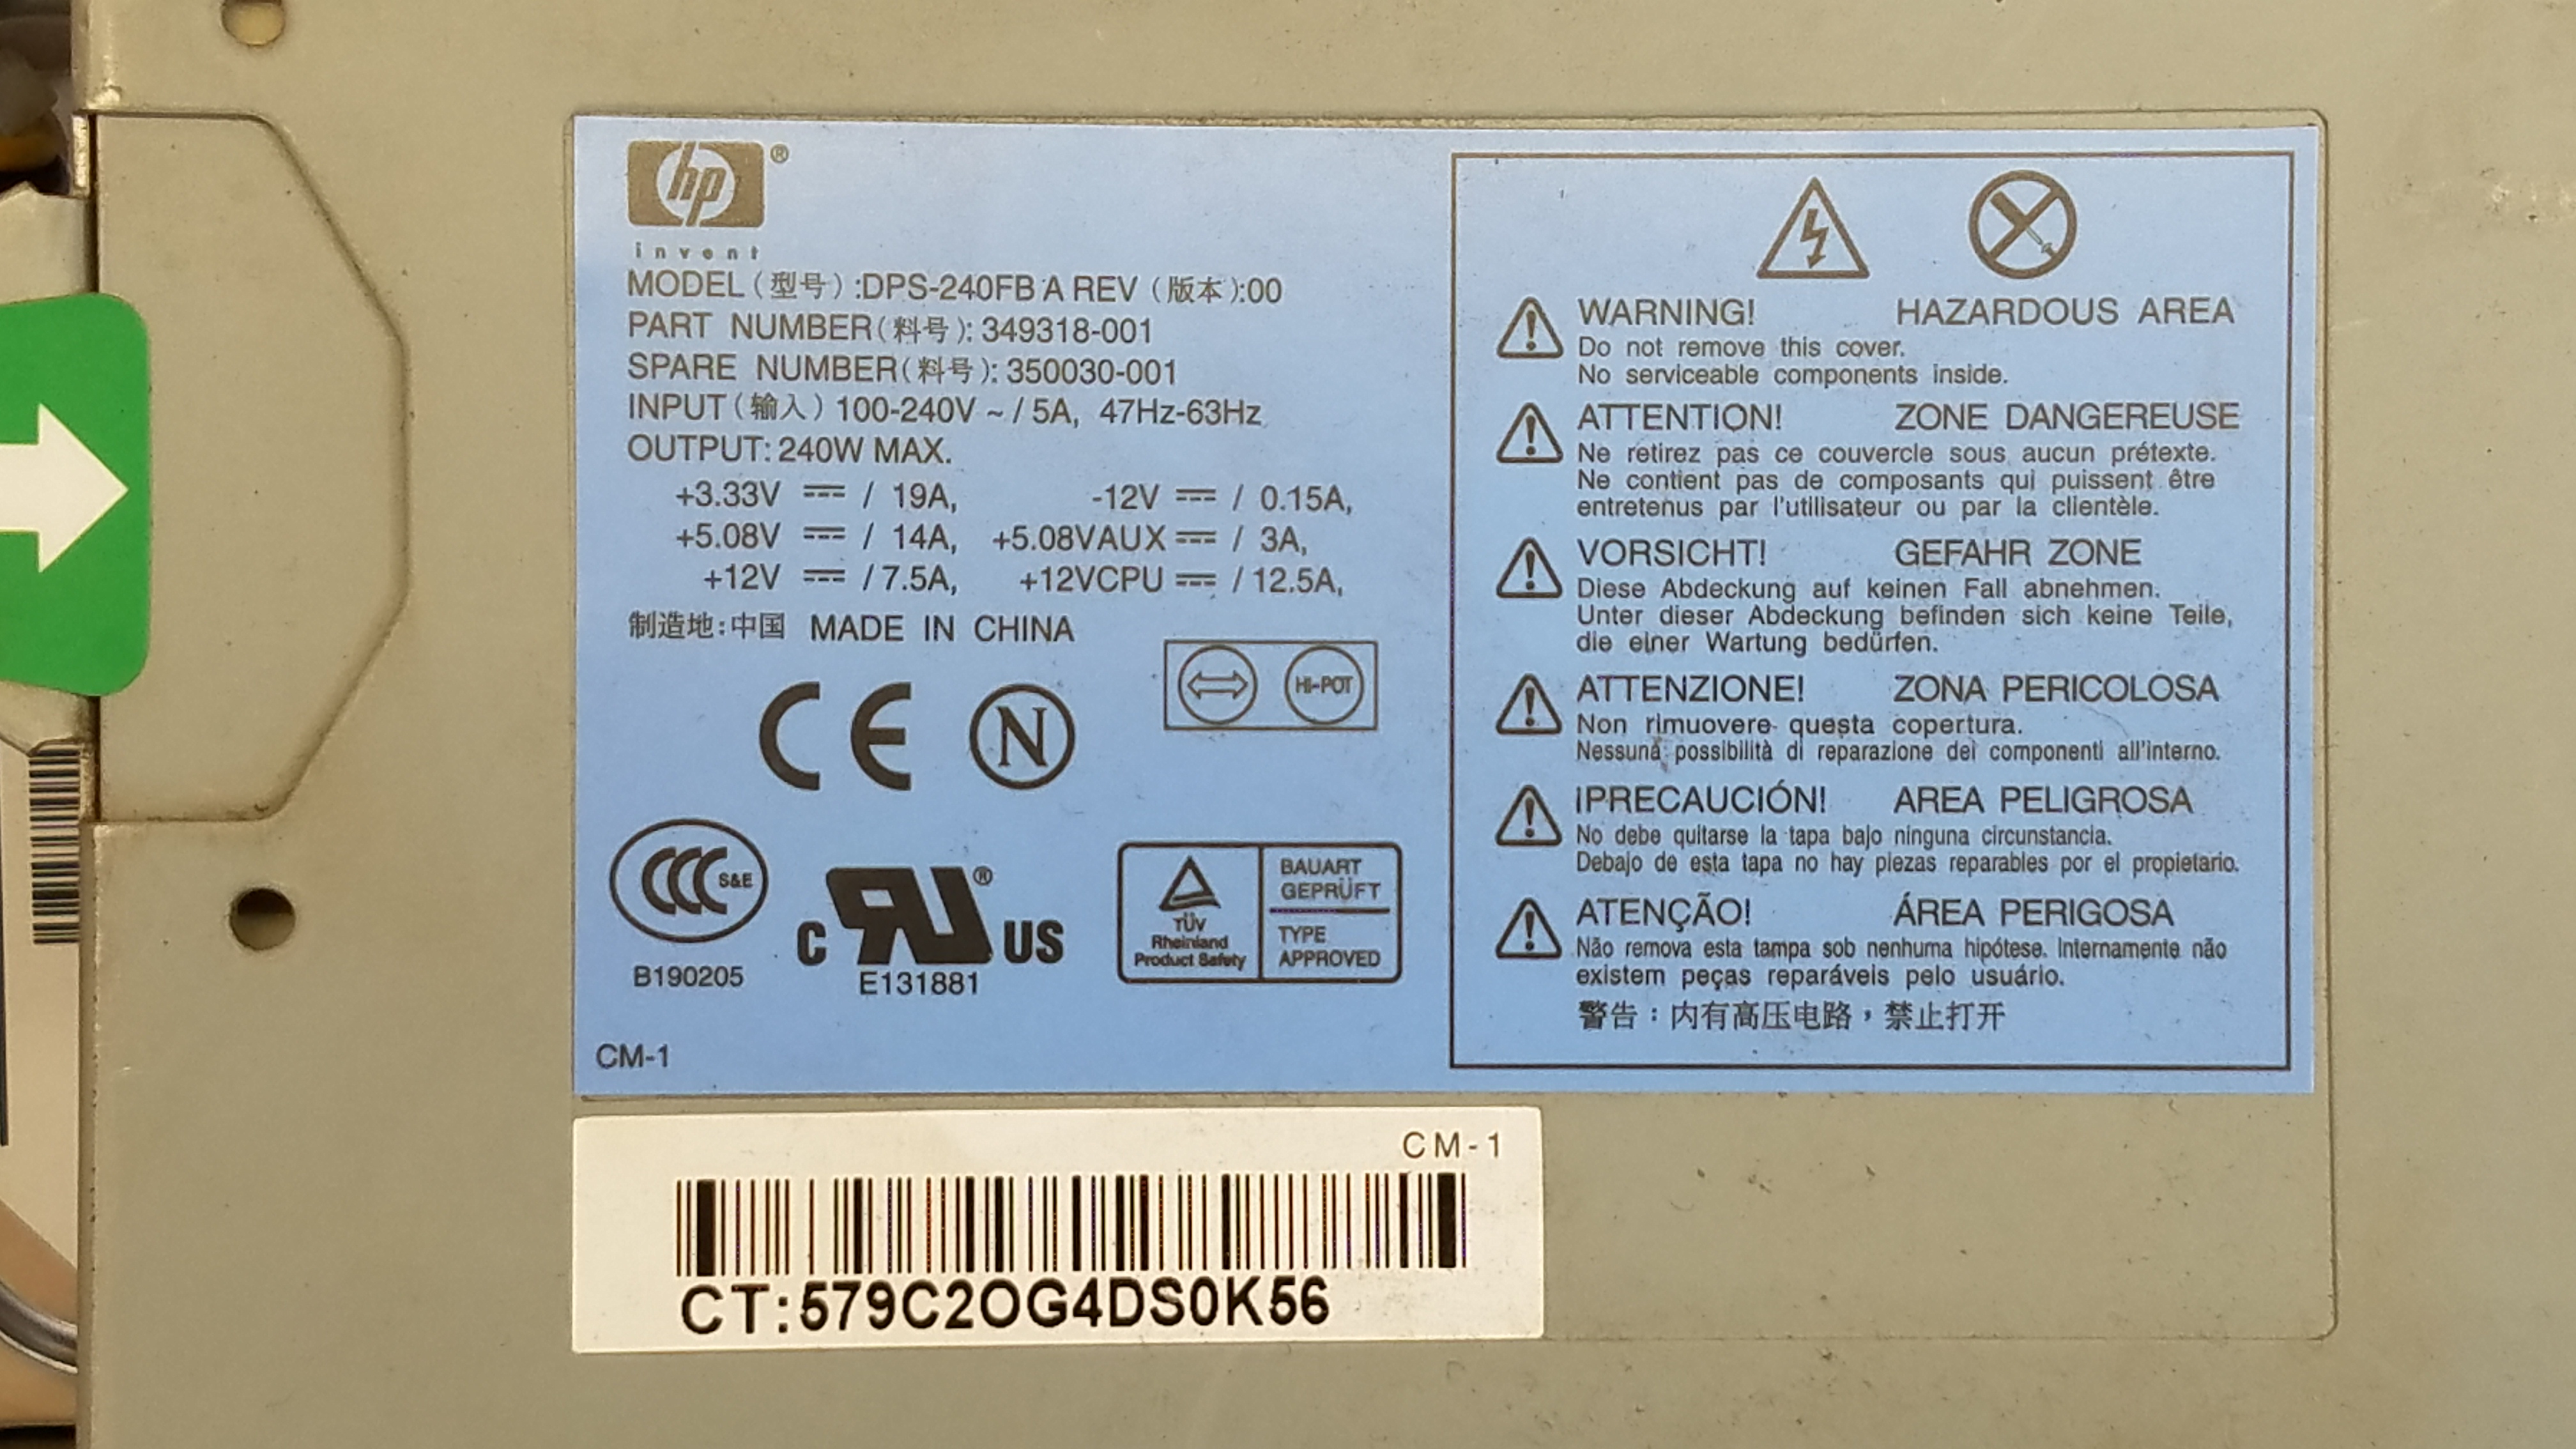 hp ®
invent
MODEL (型号) :DPS-240FB A REV (版本):00
PART NUMBER(料号): 349318-001
SPARE NUMBER(料号): 350030-001
INPUT (输入) 100-240V ~ / 5A, 47Hz-63Hz
OUTPUT: 240W MAX.
+3.33V ⎓ / 19A, -12V ⎓ / 0.15A,
+5.08V ⎓ / 14A, +5.08VAUX ⎓ / 3A,
+12V ⎓ / 7.5A, +12VCPU ⎓ / 12.5A,
制造地:中国 MADE IN CHINA
HI-POT
CE N
CCC S&E
B190205
C RU ® US
E131881
TÜV
Rheinland
Product Safety
BAUART
GEPRÜFT
TYPE
APPROVED
CM-1
WARNING! HAZARDOUS AREA
Do not remove this cover.
No serviceable components inside.
ATTENTION! ZONE DANGEREUSE
Ne retirez pas ce couvercle sous aucun prétexte.
Ne contient pas de composants qui puissent être
entretenus par l'utilisateur ou par la clientèle.
VORSICHT! GEFAHR ZONE
Diese Abdeckung auf keinen Fall abnehmen.
Unter dieser Abdeckung befinden sich keine Teile,
die einer Wartung bedürfen.
ATTENZIONE! ZONA PERICOLOSA
Non rimuovere questa copertura.
Nessuna possibilità di reparazione dei componenti all'interno.
¡PRECAUCIÓN! AREA PELIGROSA
No debe quitarse la tapa bajo ninguna circunstancia.
Debajo de esta tapa no hay piezas reparables por el propietario.
ATENÇÃO! ÁREA PERIGOSA
Não remova esta tampa sob nenhuma hipótese. Internamente não
existem peças reparáveis pelo usuário.
警告：内有高压电路，禁止打开
CM-1
CT:579C2OG4DS0K56